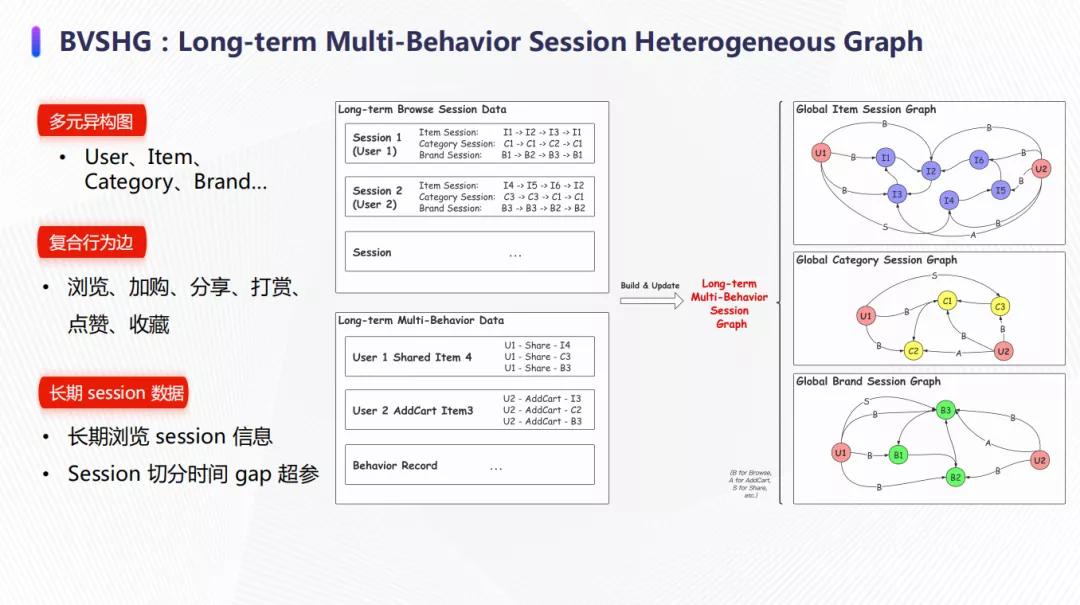 BVSHG：Long-term Multi-Behavior Session Heterogeneous Graph
多元异构图
• User、Item、
Category、Brand...
复合行为边
• 浏览、加购、分享、打赏、
点赞、收藏
长期 session 数据
• 长期浏览 session 信息
• Session 切分时间 gap 超参
Long-term Browse Session Data
Session 1
(User 1)
Item Session: I1 -> I2 -> I3 -> I1
Category Session: C1 -> C1 -> C2 -> C1
Brand Session: B1 -> B2 -> B3 -> B1
Session 2
(User 2)
Item Session: I4 -> I5 -> I6 -> I2
Category Session: C3 -> C3 -> C1 -> C1
Brand Session: B3 -> B3 -> B2 -> B2
Session ...
Long-term Multi-Behavior Data
User 1 Shared Item 4
U1 - Share - I4
U1 - Share - C3
U1 - Share - B3
User 2 AddCart Item3
U2 - AddCart - I3
U2 - AddCart - C2
U2 - AddCart - B3
Behavior Record ...
Build & Update
Long-term
Multi-Behavior
Session
Graph
(B for Browse,
A for AddCart,
S for Share,
etc.)
Global Item Session Graph
B B
U1 B I1 I2 I6 B U2
B I3 I4 I5 B
S B
A
Global Category Session Graph
S
U1 B C1 C3
B C2 A B B U2
Global Brand Session Graph
S B B3 B
U1 B B1 A U2
B B2 B